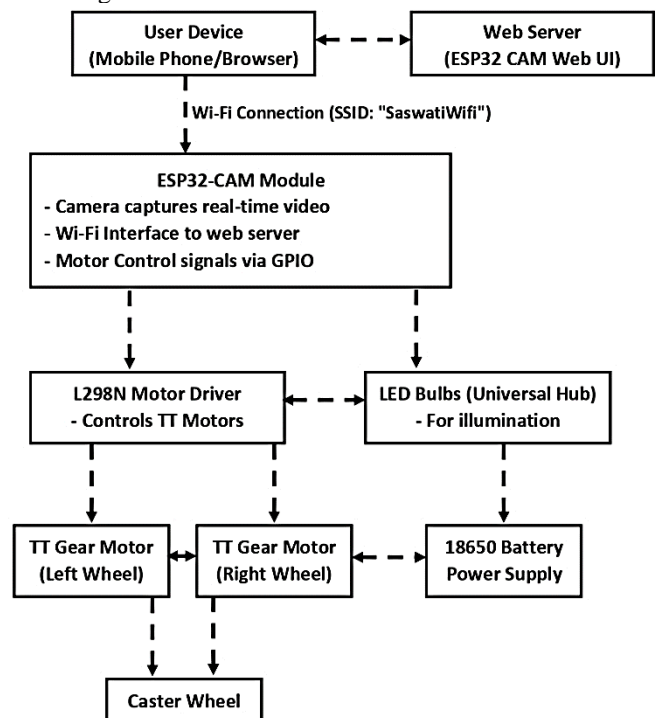 User Device
(Mobile Phone/Browser)
Web Server
(ESP32 CAM Web UI)
Wi-Fi Connection (SSID: "SaswatiWifi")
ESP32-CAM Module
- Camera captures real-time video
- Wi-Fi Interface to web server
- Motor Control signals via GPIO
L298N Motor Driver
- Controls TT Motors
LED Bulbs (Universal Hub)
- For illumination
TT Gear Motor
(Left Wheel)
TT Gear Motor
(Right Wheel)
18650 Battery
Power Supply
Caster Wheel